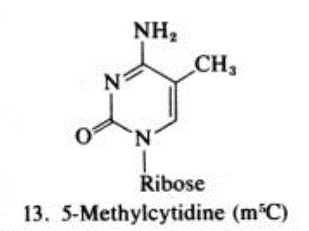 NH₂
N
CH₃
O
N
Ribose
13. 5-Methylcytidine (m⁵C)